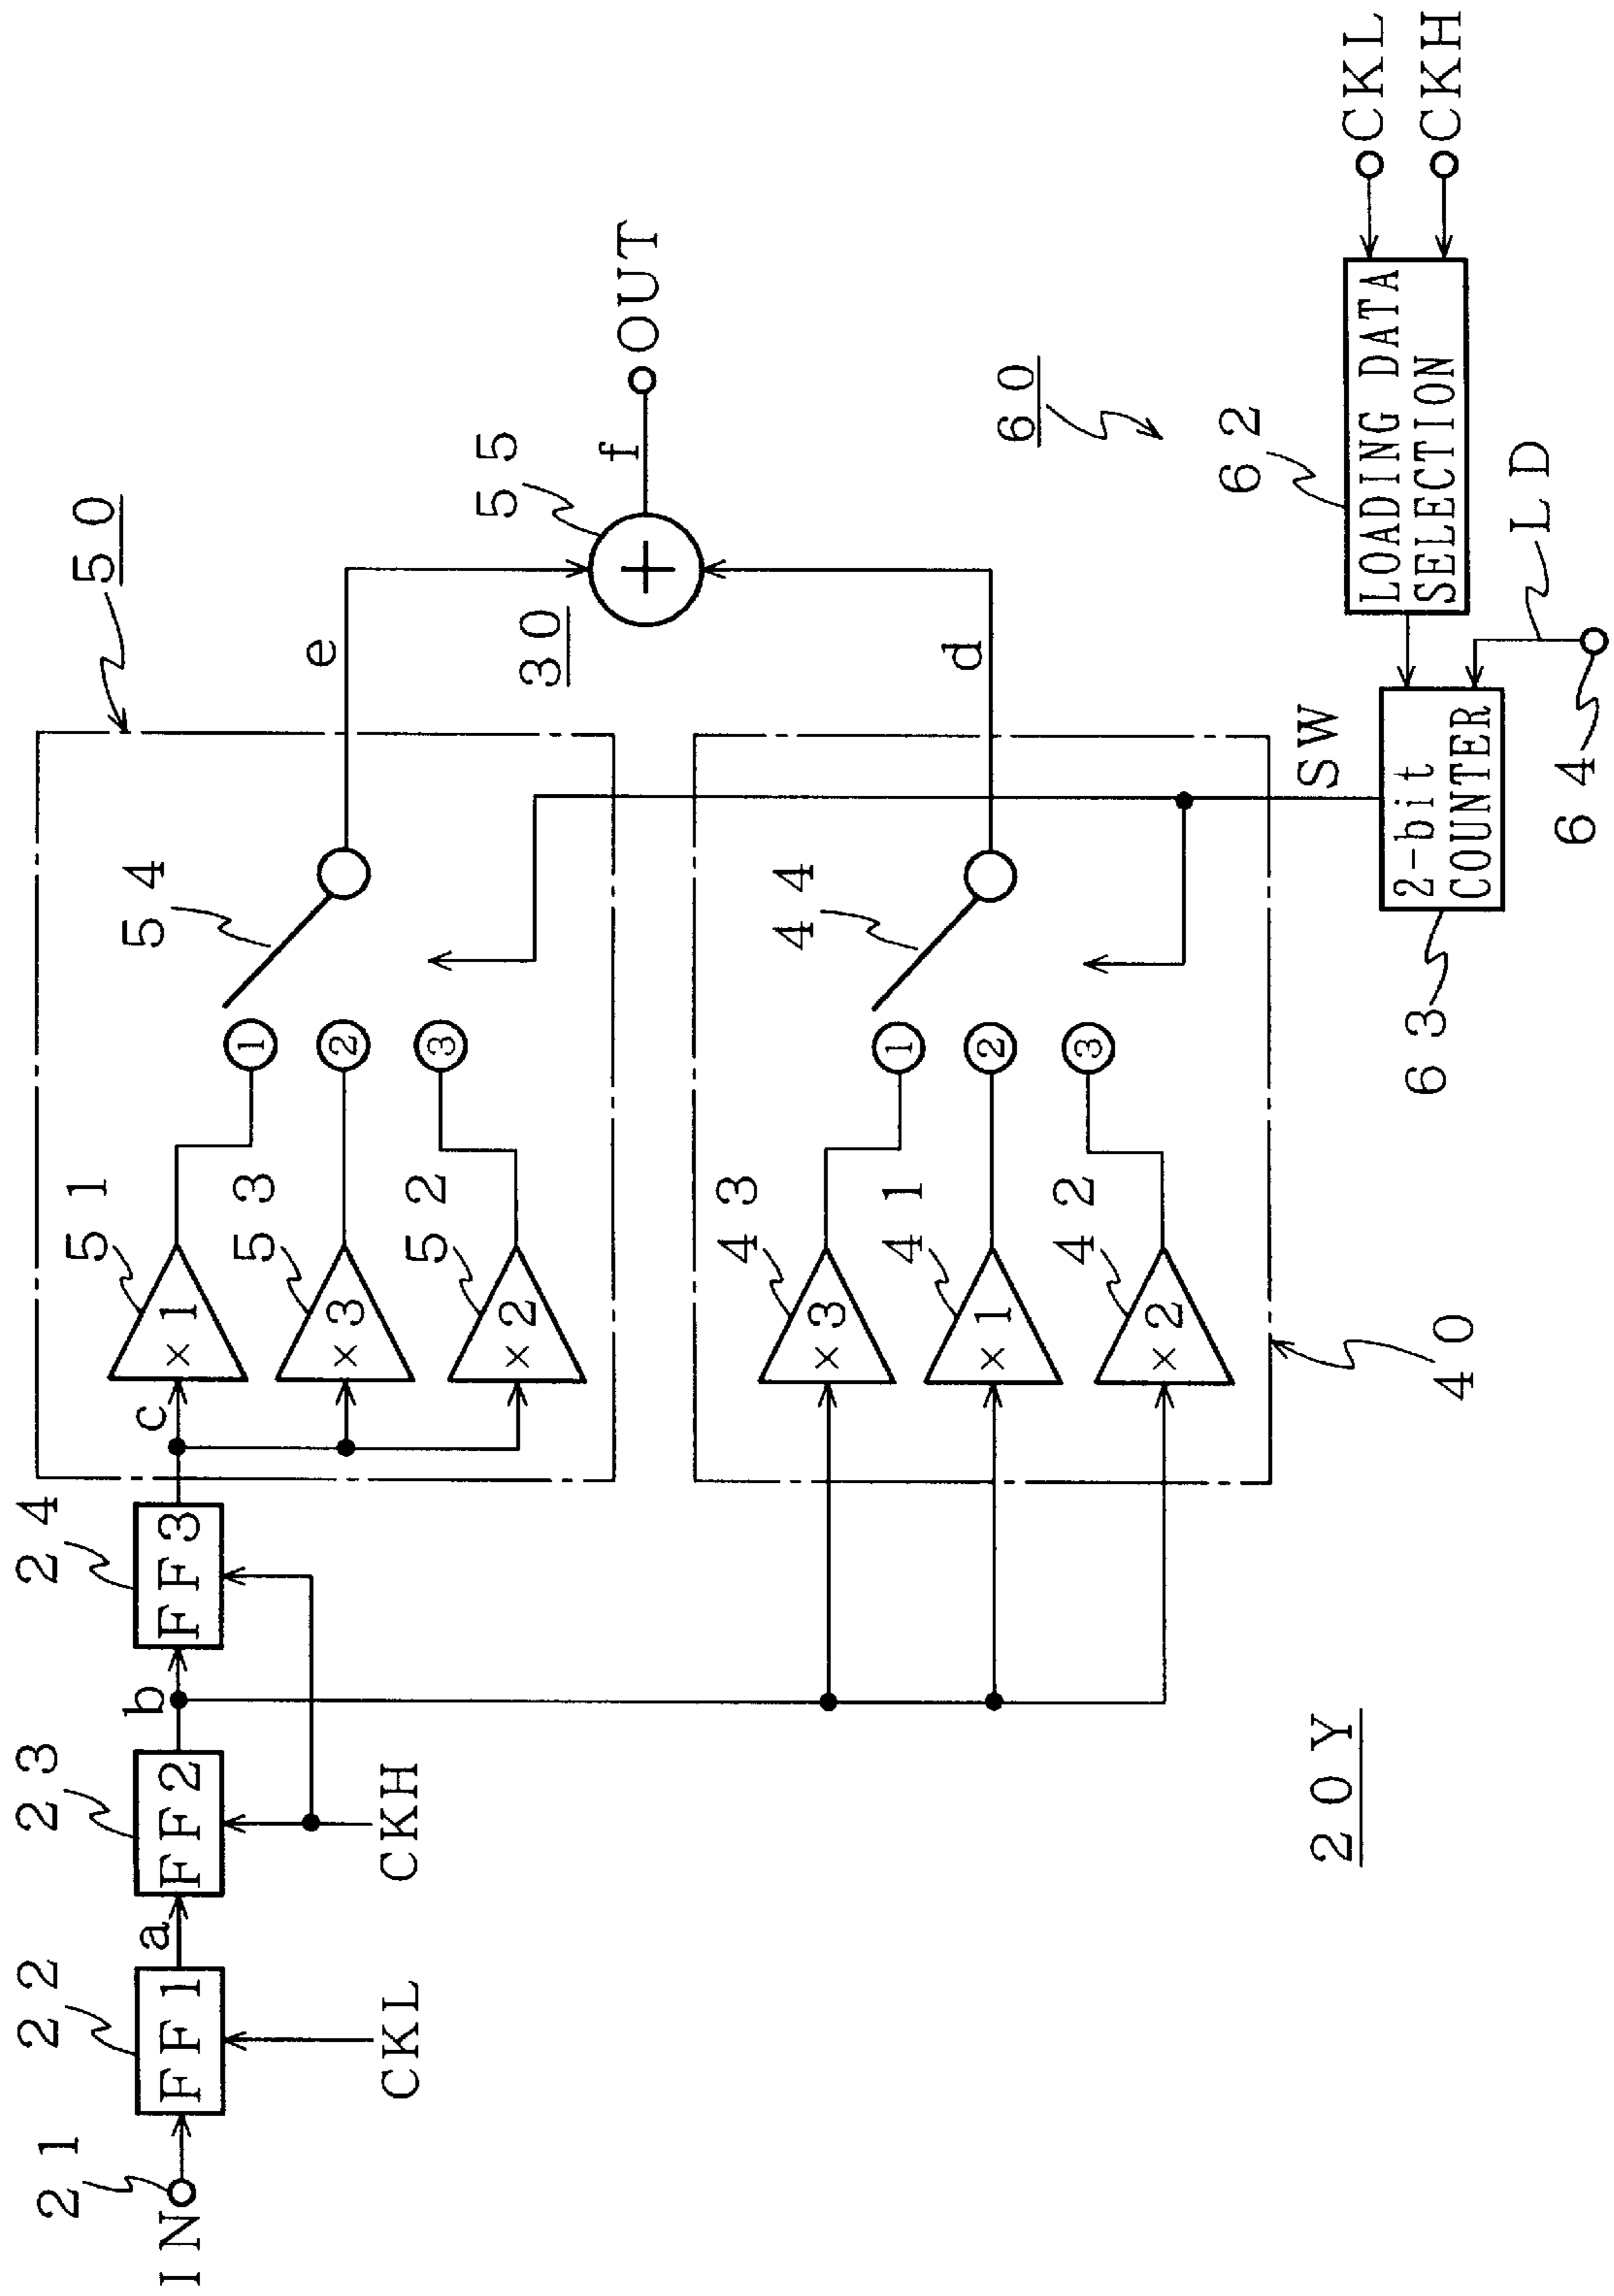 IN
21
FF1
22
CKL
a
FF2
23
CKH
b
FF3
24
c
50
×1
51
×3
53
×2
52
1
2
3
54
e
40
×3
43
×1
41
×2
42
1
2
3
44
d
30
+
55
f
OUT
SW
60
2-bit
COUNTER
63
64
LD
LOADING DATA
SELECTION
62
CKL
CKH
20Y